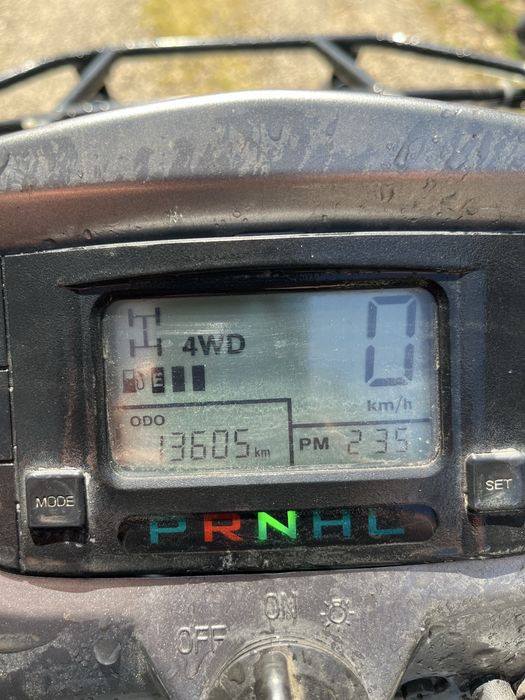 4WD
0
E
km/h
ODO
13605 km
PM 2 35
MODE
SET
P R N H L
OFF
ON